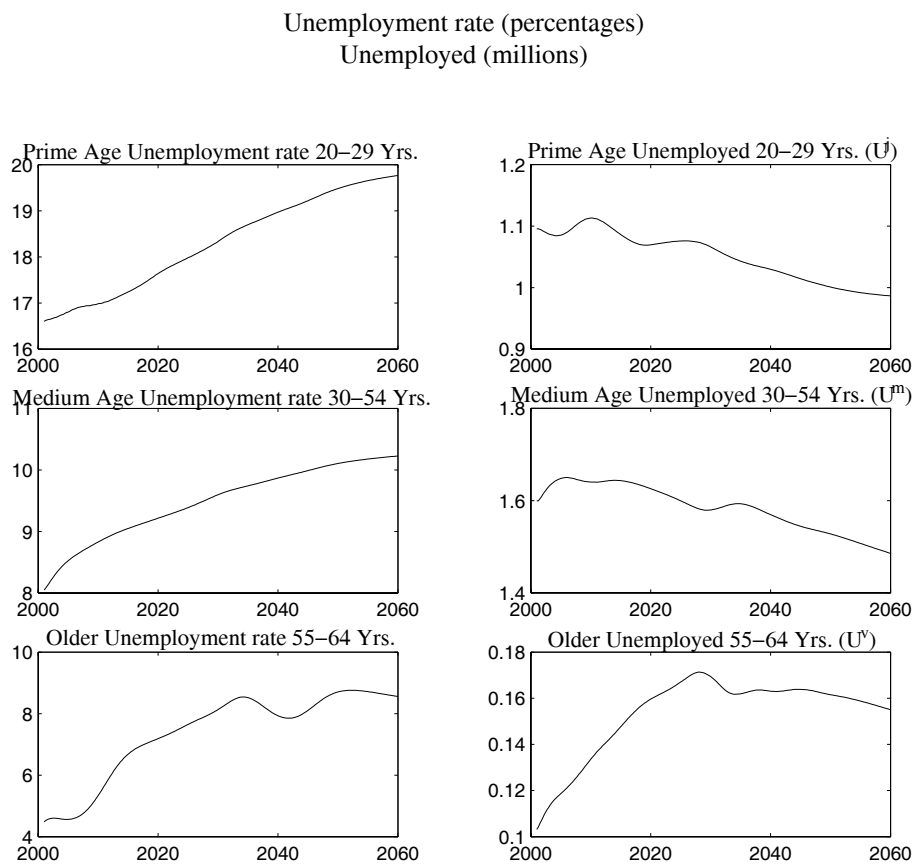 Unemployment rate (percentages)
Unemployed (millions)
Prime Age Unemployment rate 20−29 Yrs.
20
19
18
17
16
2000 2020 2040 2060
Prime Age Unemployed 20−29 Yrs. (U^j)
1.2
1.1
1
0.9
2000 2020 2040 2060
Medium Age Unemployment rate 30−54 Yrs.
11
10
9
8
2000 2020 2040 2060
Medium Age Unemployed 30−54 Yrs. (U^m)
1.8
1.6
1.4
2000 2020 2040 2060
Older Unemployment rate 55−64 Yrs.
10
8
6
4
2000 2020 2040 2060
Older Unemployed 55−64 Yrs. (U^v)
0.18
0.16
0.14
0.12
0.1
2000 2020 2040 2060